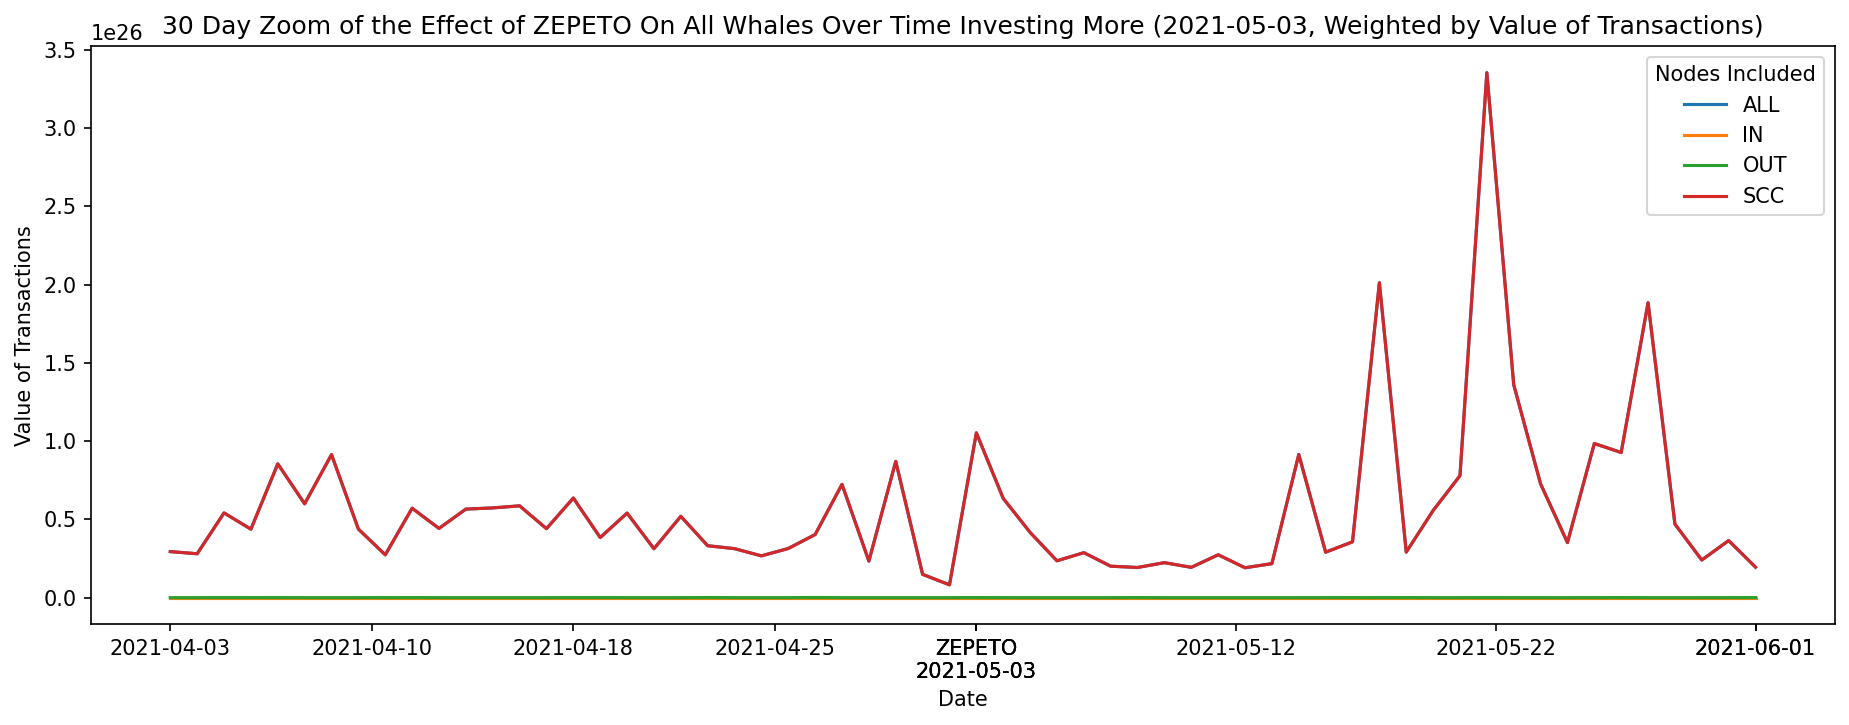 30 Day Zoom of the Effect of ZEPETO On All Whales Over Time Investing More (2021-05-03, Weighted by Value of Transactions)
1e26
3.5
3.0
2.5
2.0
1.5
1.0
0.5
0.0
Value of Transactions
Nodes Included
ALL
IN
OUT
SCC
2021-04-03 2021-04-10 2021-04-18 2021-04-25 ZEPETO 2021-05-12 2021-05-22 2021-06-01
2021-05-03
Date